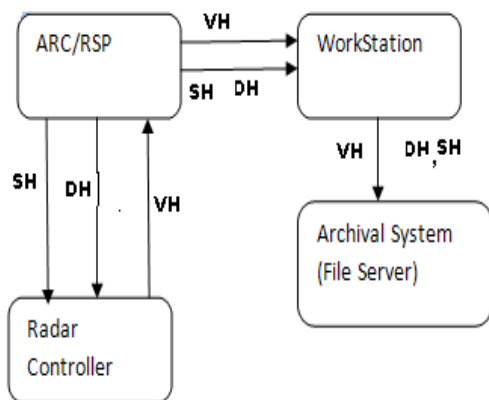 ARC/RSP
VH
WorkStation
SH DH
SH
DH
VH
VH
DH,SH
Archival System
(File Server)
Radar
Controller